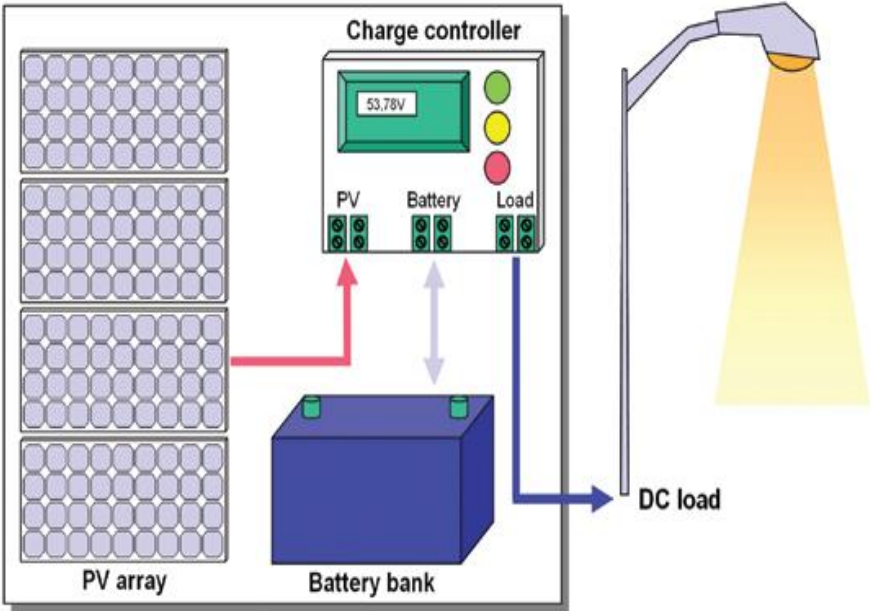 Charge controller
53,78V
PV Battery Load
DC load
PV array
Battery bank